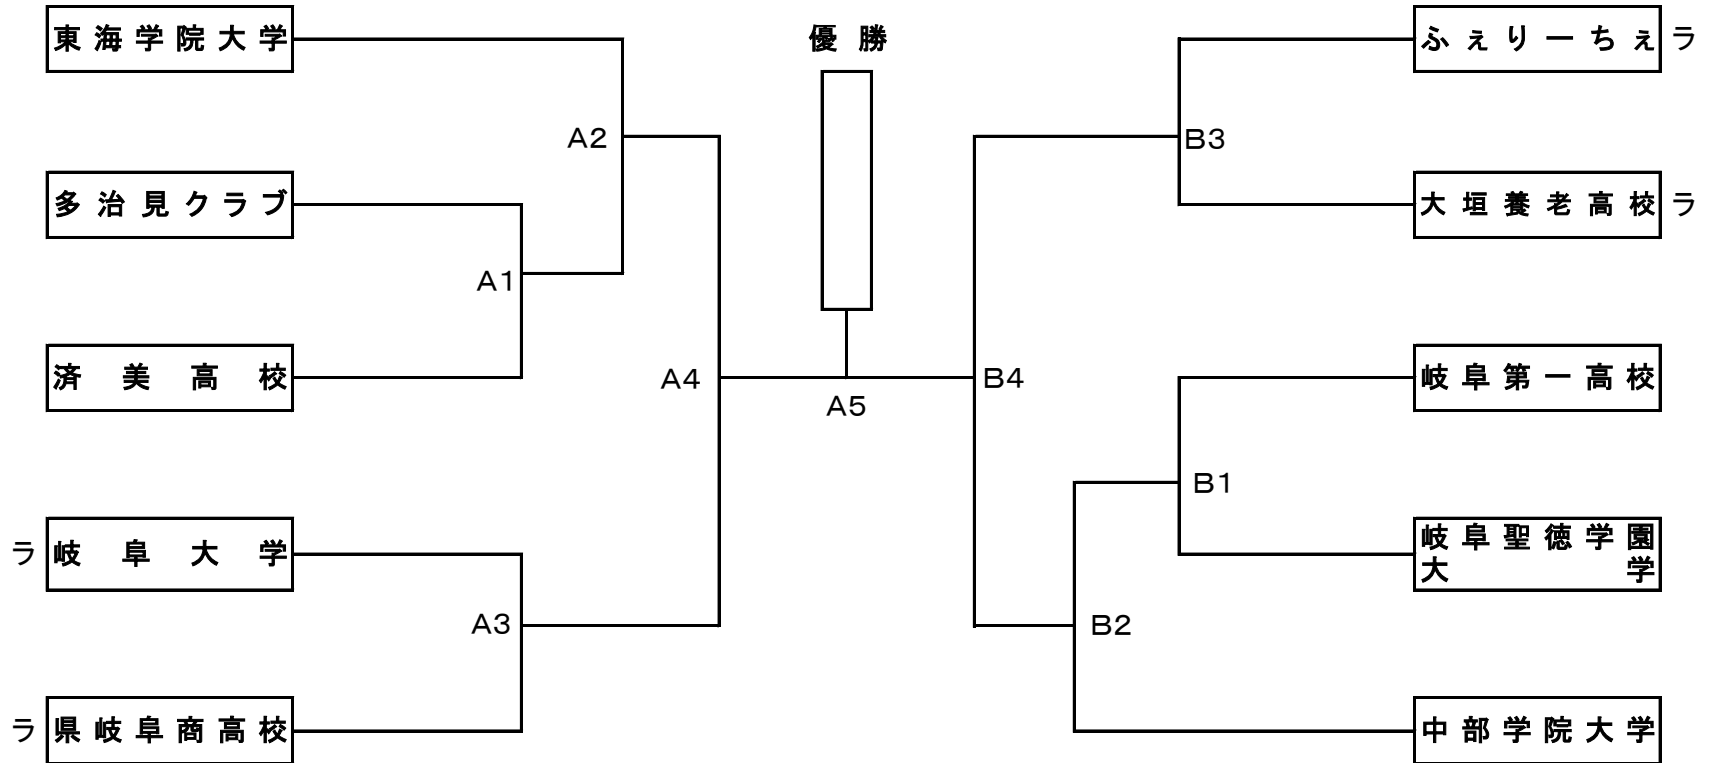 東海学院大学
優勝
ふぇりーちぇ ラ
A2
B3
多治見クラブ
大垣養老高校 ラ
A1
済美高校
A4
A5
B4
岐阜第一高校
B1
ラ 岐阜大学
岐阜聖徳学園
大学
A3
B2
ラ 県岐阜商高校
中部学院大学